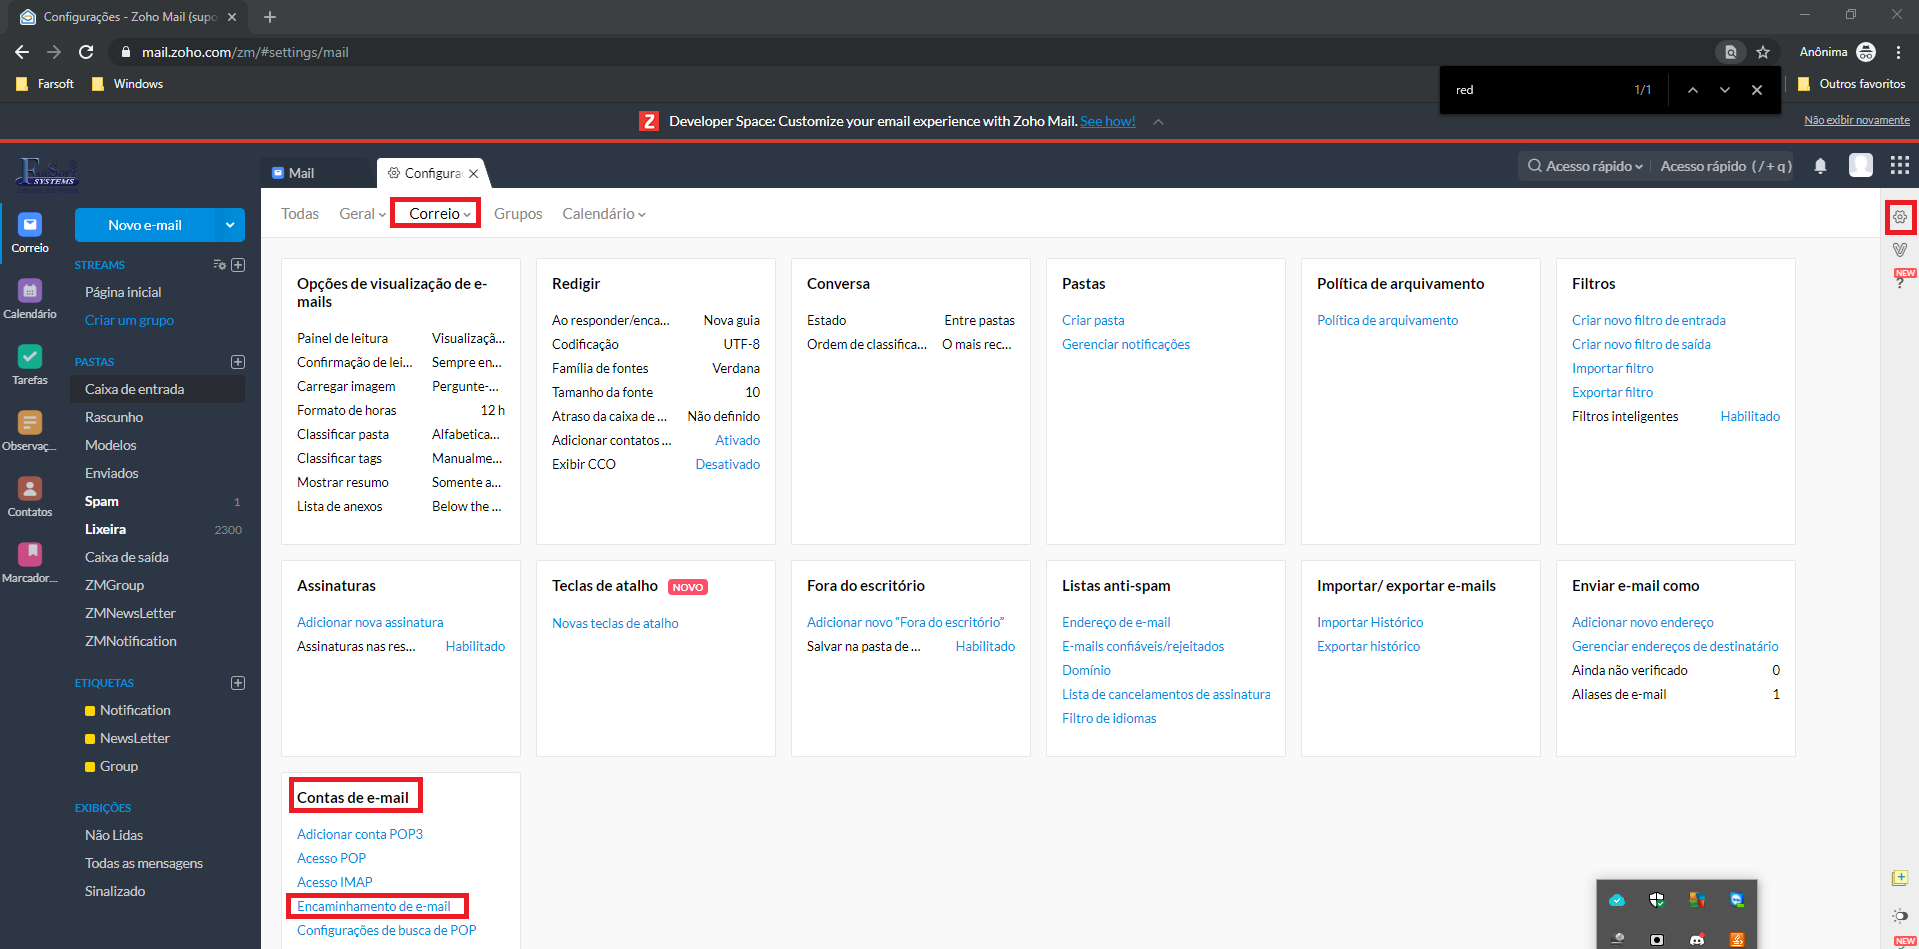 Configurações - Zoho Mail (supo
mail.zoho.com/zm/#settings/mail
Anônima
Farsoft
Windows
red
1/1
Outros favoritos
Developer Space: Customize your email experience with Zoho Mail. See how!
Não exibir novamente
SYSTEMS
Mail
Configura
Acesso rápido
Acesso rápido (/+q)
Todas
Geral
Correio
Grupos
Calendário
Correio
Calendário
Tarefas
Observaç...
Contatos
Marcador...
Novo e-mail
STREAMS
Página inicial
Criar um grupo
PASTAS
Caixa de entrada
Rascunho
Modelos
Enviados
Spam 1
Lixeira 2300
Caixa de saída
ZMGroup
ZMNewsLetter
ZMNotification
ETIQUETAS
Notification
NewsLetter
Group
EXIBIÇÕES
Não Lidas
Todas as mensagens
Sinalizado
Opções de visualização de e-
mails
Painel de leitura Visualizaçã...
Confirmação de lei... Sempre en...
Carregar imagem Pergunte-...
Formato de horas 12 h
Classificar pasta Alfabetica...
Classificar tags Manualme...
Mostrar resumo Somente a...
Lista de anexos Below the ...
Redigir
Ao responder/enca... Nova guia
Codificação UTF-8
Família de fontes Verdana
Tamanho da fonte 10
Atraso da caixa de ... Não definido
Adicionar contatos ... Ativado
Exibir CCO Desativado
Conversa
Estado Entre pastas
Ordem de classifica... O mais rec...
Pastas
Criar pasta
Gerenciar notificações
Política de arquivamento
Política de arquivamento
Filtros
Criar novo filtro de entrada
Criar novo filtro de saída
Importar filtro
Exportar filtro
Filtros inteligentes Habilitado
Assinaturas
Adicionar nova assinatura
Assinaturas nas res... Habilitado
Teclas de atalho NOVO
Novas teclas de atalho
Fora do escritório
Adicionar novo "Fora do escritório"
Salvar na pasta de ... Habilitado
Listas anti-spam
Endereço de e-mail
E-mails confiáveis/rejeitados
Domínio
Lista de cancelamentos de assinatura
Filtro de idiomas
Importar/ exportar e-mails
Importar Histórico
Exportar histórico
Enviar e-mail como
Adicionar novo endereço
Gerenciar endereços de destinatário
Ainda não verificado 0
Aliases de e-mail 1
Contas de e-mail
Adicionar conta POP3
Acesso POP
Acesso IMAP
Encaminhamento de e-mail
Configurações de busca de POP
NEW
NEW